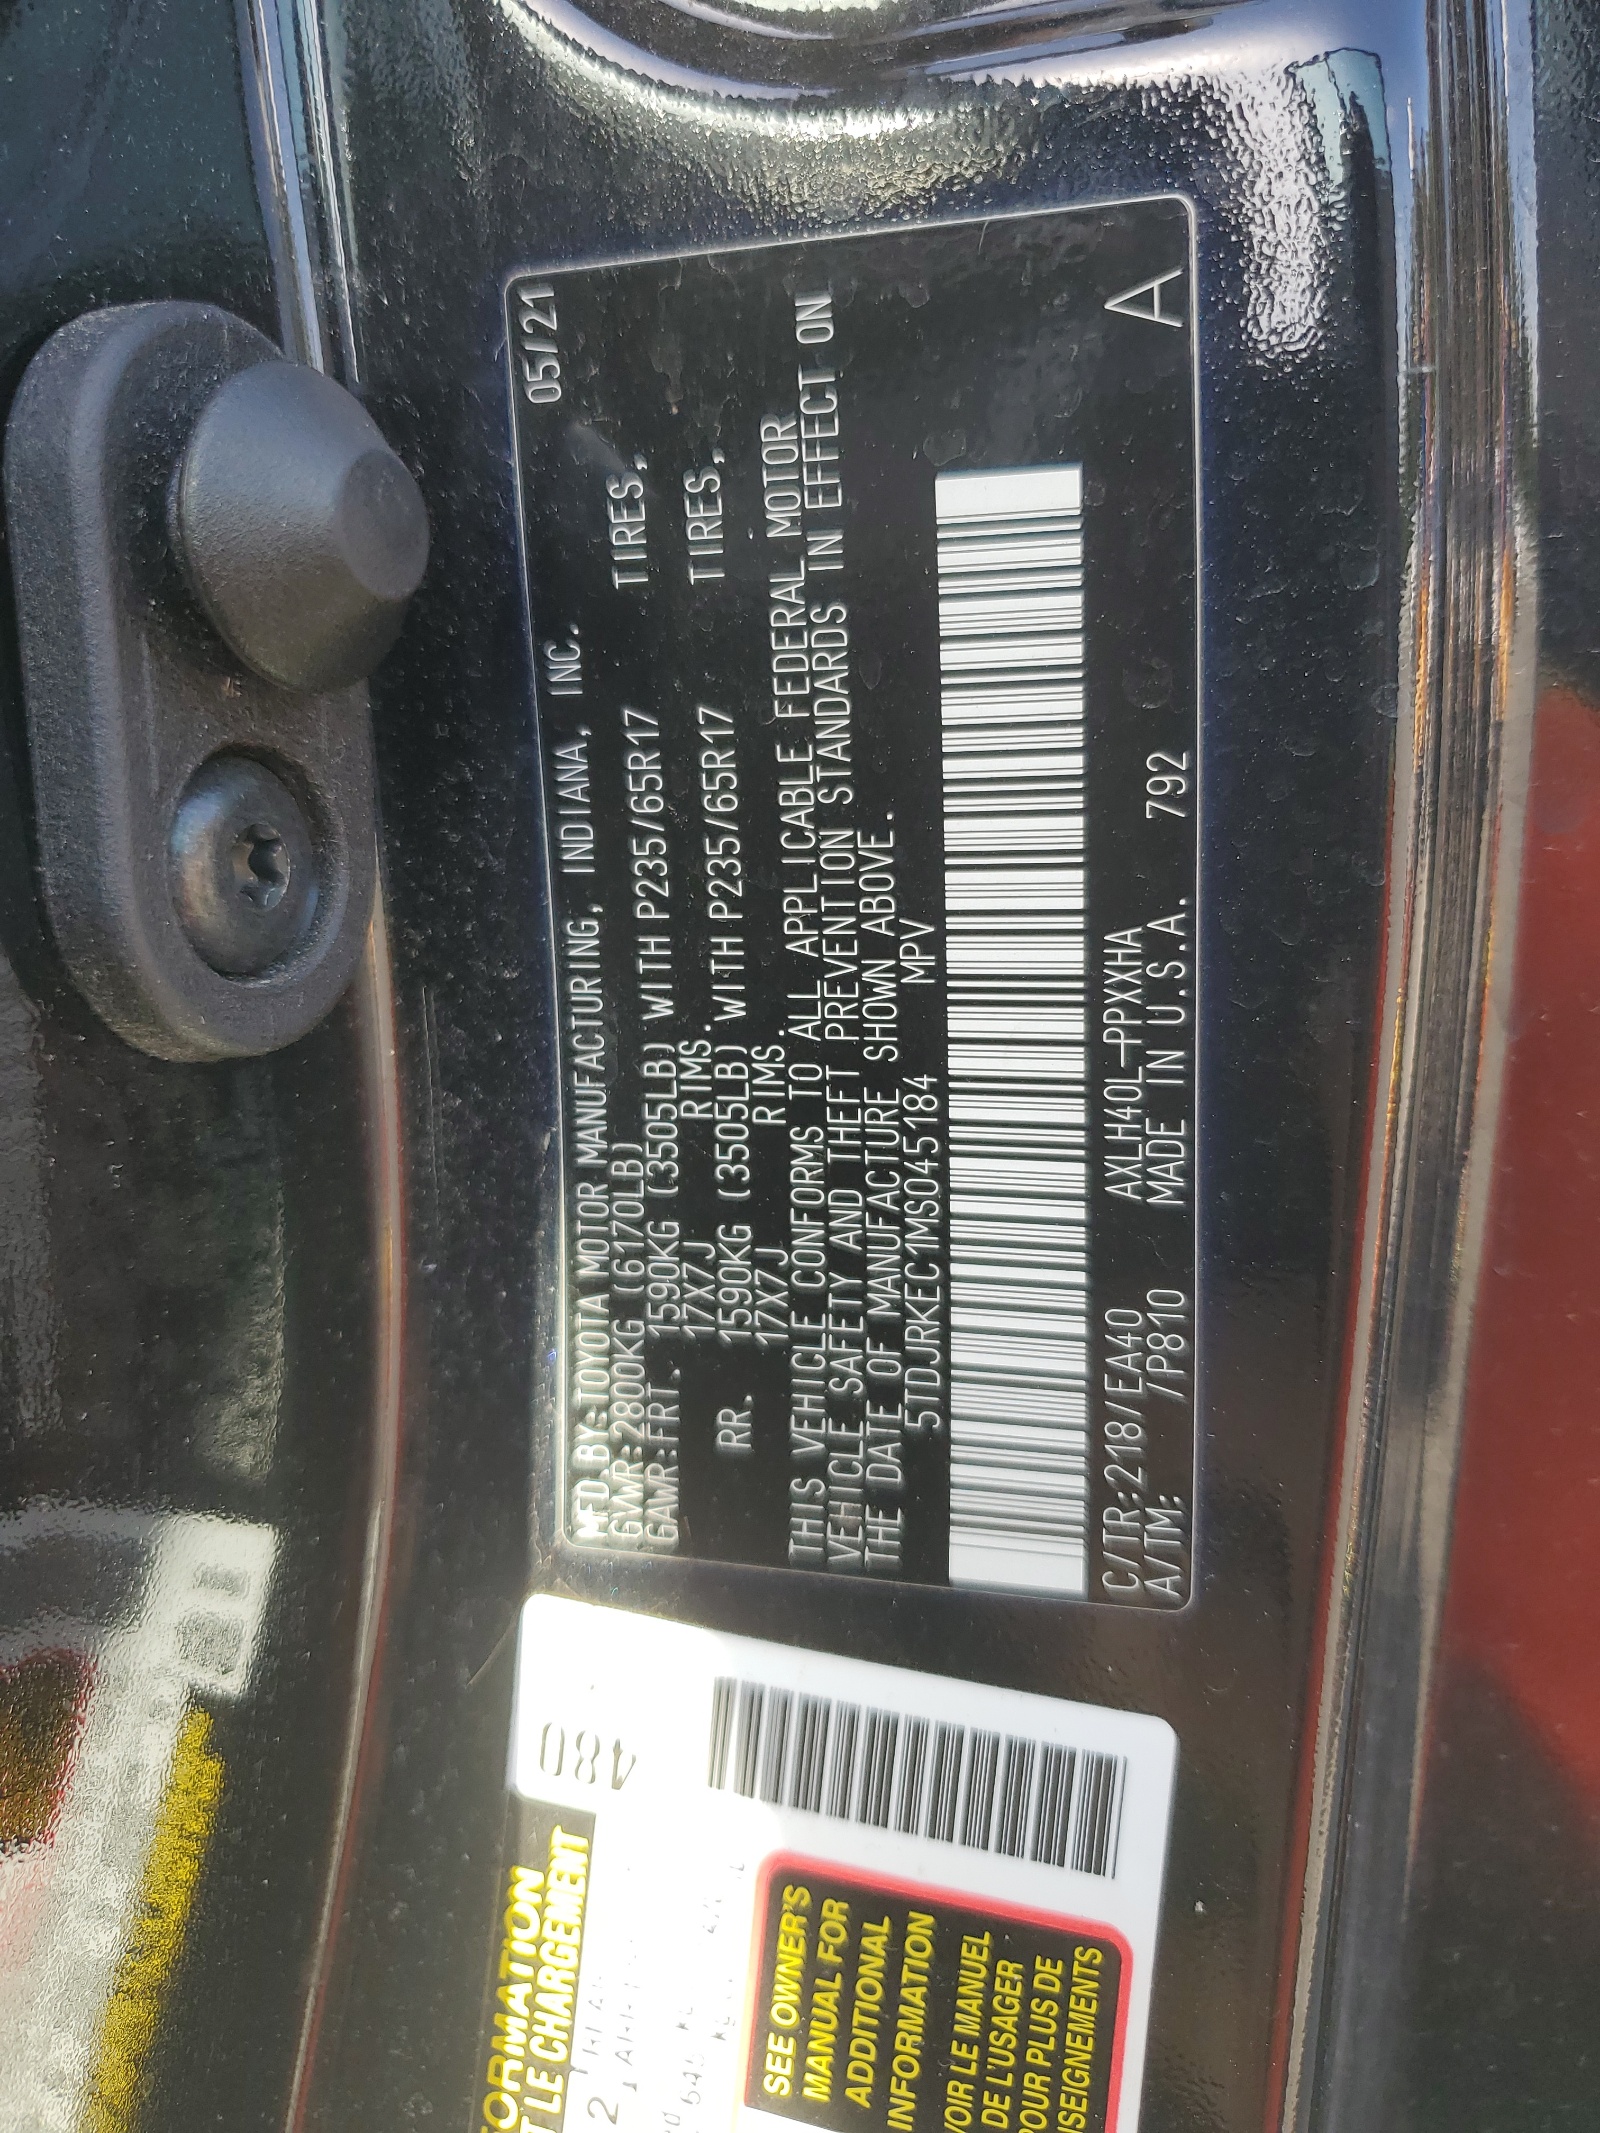 05/21
MFD.BY:TOYOTA MOTOR MANUFACTURING, INDIANA, INC.
GVWR:2800KG (6170LB)
GAWR:FRT. 1590KG (3505LB) WITH P235/65R17 TIRES,
17X7J RIMS.
RR. 1590KG (3505LB) WITH P235/65R17 TIRES,
17X7J RIMS.
THIS VEHICLE CONFORMS TO ALL APPLICABLE FEDERAL MOTOR
VEHICLE SAFETY AND THEFT PREVENTION STANDARDS IN EFFECT ON
THE DATE OF MANUFACTURE SHOWN ABOVE.
5TDJRKEC1MS045184 MPV
C/TR:218/EA40 AXLH40L-PPXXHA
A/TM: /P810 MADE IN U.S.A. 792 A
480
LE CHARGEMENT
2
SEE OWNER'S
MANUAL FOR
ADDITIONAL
INFORMATION
VOIR LE MANUEL
DE L'USAGER
POUR PLUS DE